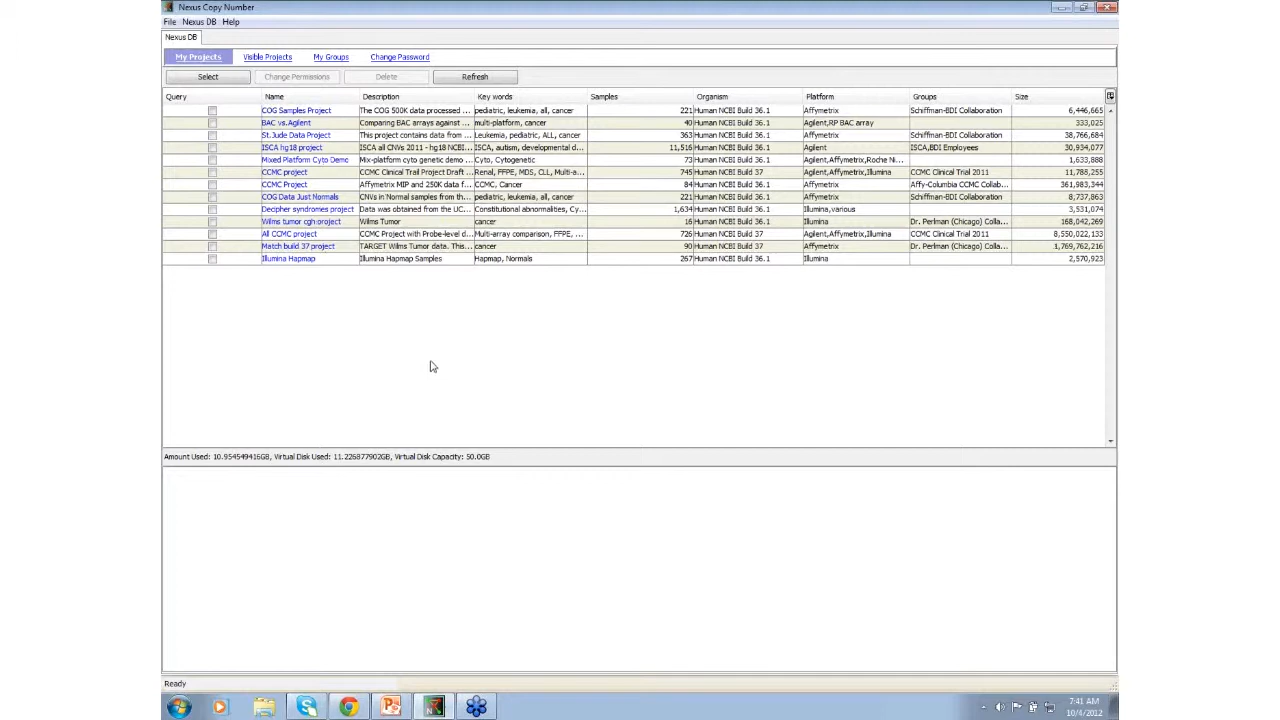 Nexus Copy Number
File Nexus DB Help
Nexus DB
My Projects Visible Projects My Groups Change Password
Select Change Permissions Delete Refresh
Query Name Description Key words Samples Organism Platform Groups Size
COG Samples Project The COG 500K data processed ... pediatric, leukemia, all, cancer 221 Human NCBI Build 36.1 Affymetrix Schiffman-BDI Collaboration 6,446,665
BAC vs.Agilent Comparing BAC arrays against ... multi-platform, cancer 40 Human NCBI Build 36.1 Agilent,RP BAC array 333,025
St.Jude Data Project This project contains data from ... Leukemia, pediatric, ALL, cancer 363 Human NCBI Build 36.1 Affymetrix Schiffman-BDI Collaboration 38,766,684
ISCA hg18 project ISCA all CNVs 2011 - hg18 NCBI... ISCA, autism, developmental d... 11,516 Human NCBI Build 36.1 Agilent ISCA,BDI Employees 30,934,077
Mixed Platform Cyto Demo Mix-platform cyto genetic demo ... Cyto, Cytogenetic 73 Human NCBI Build 36.1 Agilent,Affymetrix,Roche Ni... 1,633,888
CCMC project CCMC Clinical Trail Project Draft ... Renal, FFPE, MDS, CLL, Multi-a... 745 Human NCBI Build 37 Agilent,Affymetrix,Illumina CCMC Clinical Trial 2011 11,788,255
CCMC Project Affymetrix MIP and 250K data f... CCMC, Cancer 84 Human NCBI Build 36.1 Affymetrix Affy-Columbia CCMC Collab... 361,983,344
COG Data Just Normals CNVs in Normal samples from th... pediatric, leukemia, all, cancer 221 Human NCBI Build 36.1 Affymetrix Schiffman-BDI Collaboration 8,737,863
Decipher syndromes project Data was obtained from the UC... Constitutional abnormalities, Cy... 1,634 Human NCBI Build 36.1 Illumina,various 3,531,074
Wilms tumor cgh project Wilms Tumor cancer 16 Human NCBI Build 36.1 Illumina Dr. Perlman (Chicago) Colla... 168,042,269
All CCMC project CCMC Project with Probe-level d... Multi-array comparison, FFPE, ... 726 Human NCBI Build 37 Agilent,Affymetrix,Illumina CCMC Clinical Trial 2011 8,550,022,133
Match build 37 project TARGET Wilms Tumor data. This... cancer 90 Human NCBI Build 37 Affymetrix Dr. Perlman (Chicago) Colla... 1,769,762,216
Illumina Hapmap Illumina Hapmap Samples Hapmap, Normals 267 Human NCBI Build 36.1 Illumina 2,570,923
Amount Used: 10.954549416GB, Virtual Disk Used: 11.226877902GB, Virtual Disk Capacity: 50.0GB
Ready
7:41 AM
10/4/2012